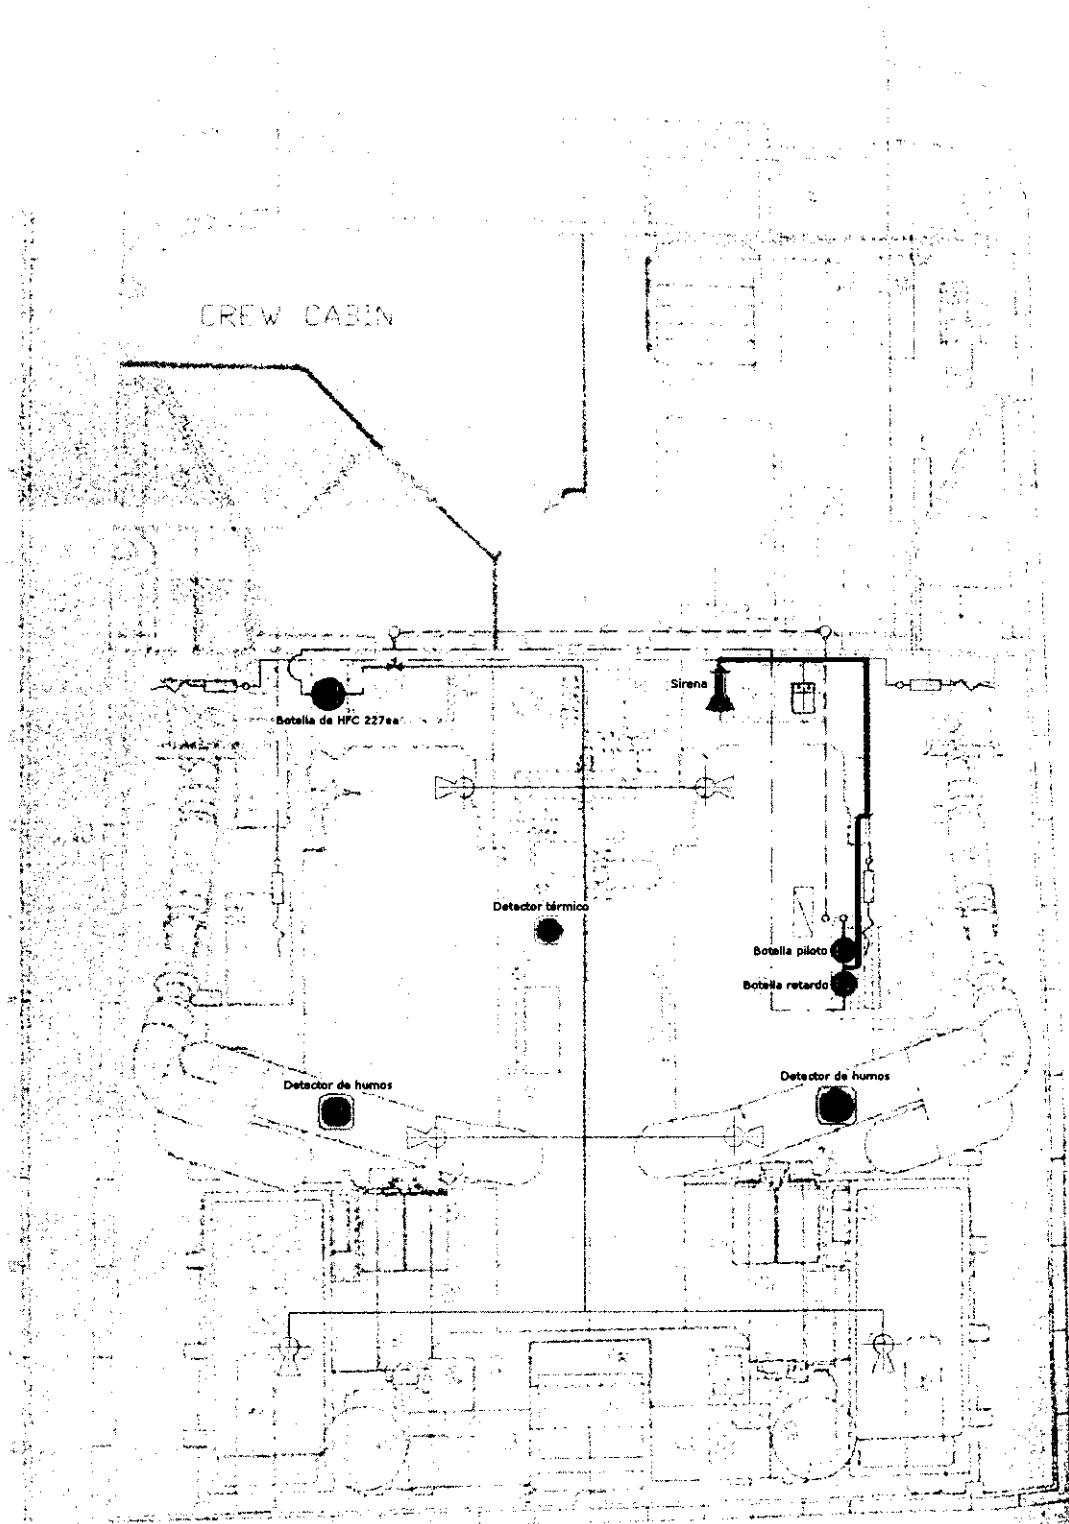 CREW CABIN
Sirena
Botella de HFC 227ea
Detector térmico
Botella piloto
Botella retardo
Detector de humos
Detector de humos